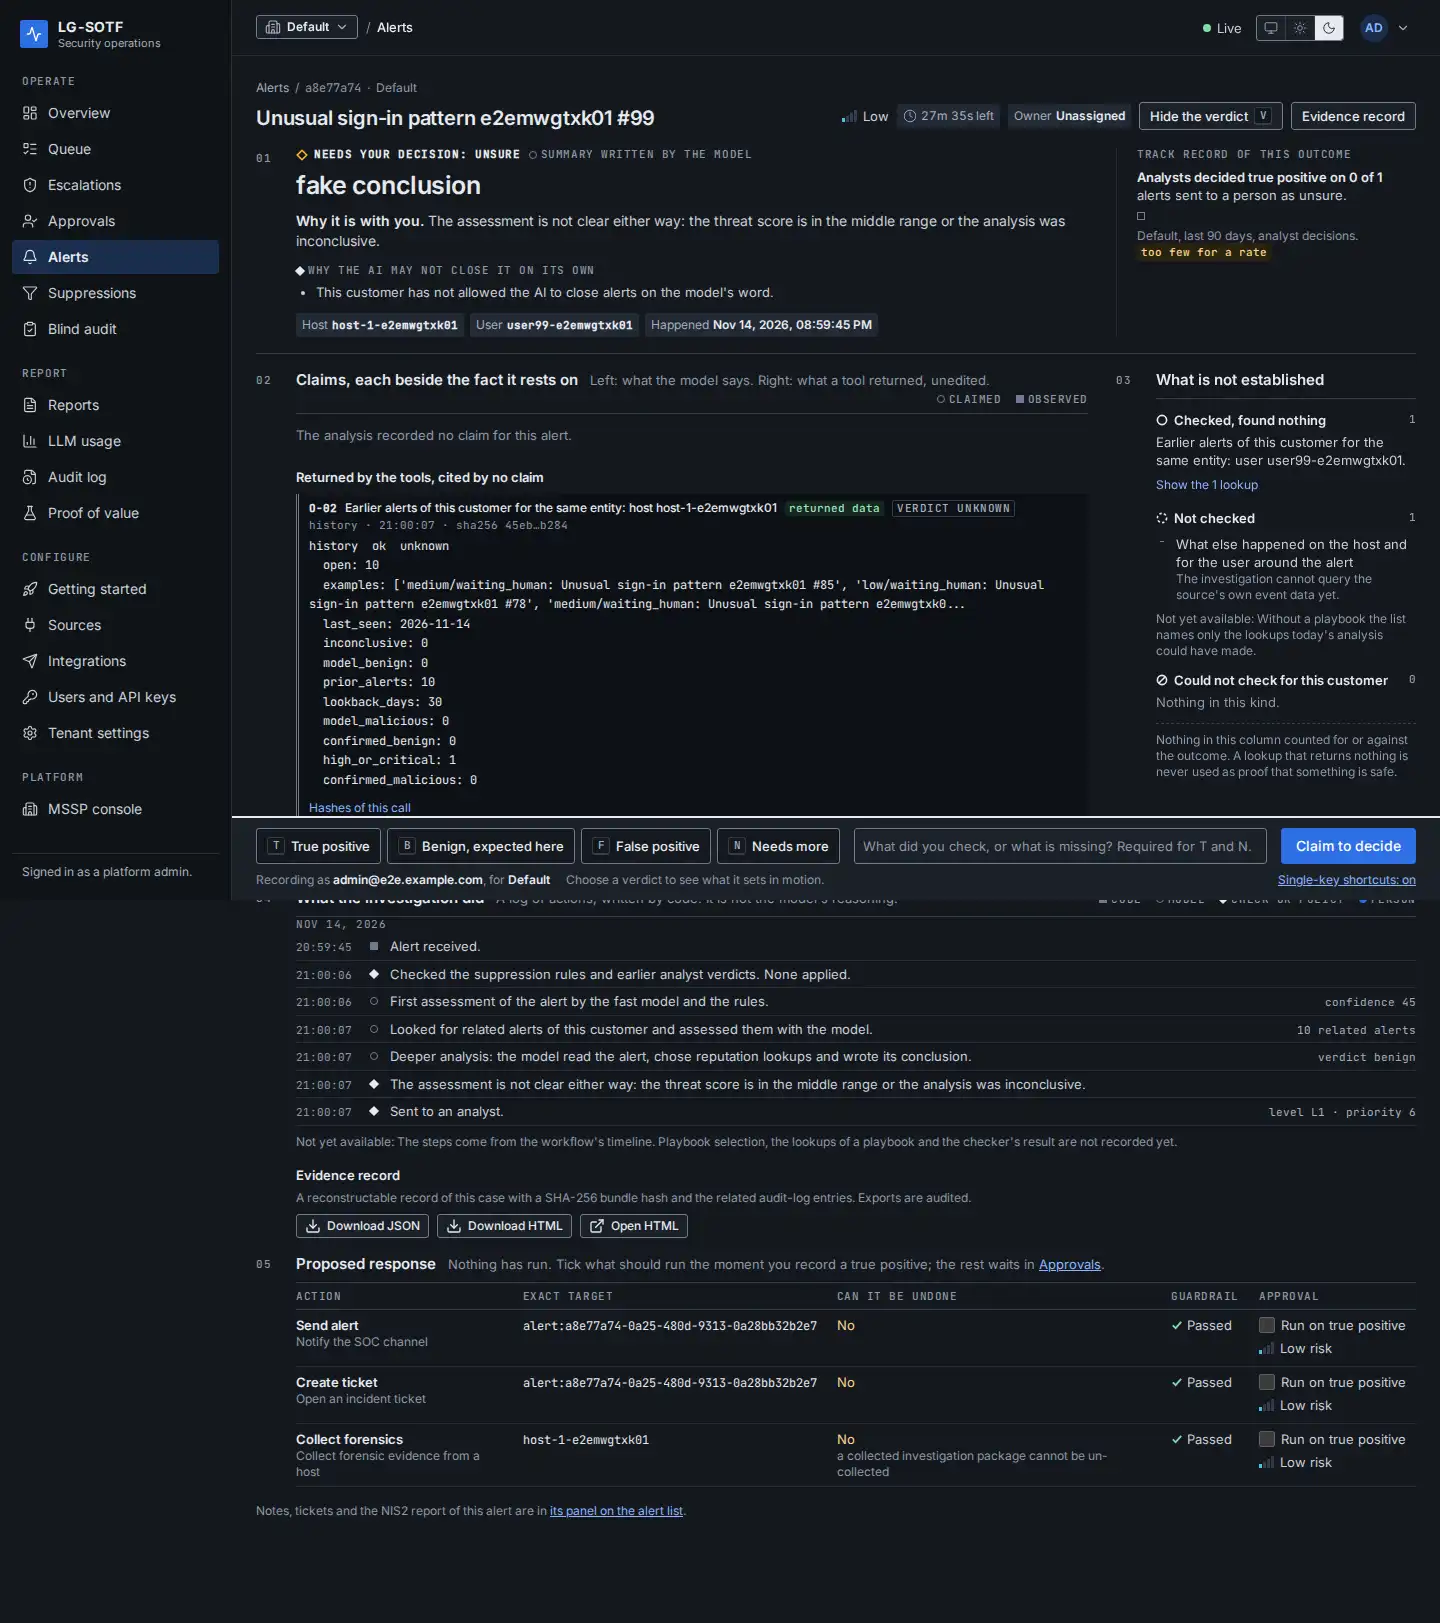 LG-SOTF
Security operations
OPERATE
Overview
Queue
Escalations
Approvals
Alerts
Suppressions
Blind audit
REPORT
Reports
LLM usage
Audit log
Proof of value
CONFIGURE
Getting started
Sources
Integrations
Users and API keys
Tenant settings
PLATFORM
MSSP console
Signed in as a platform admin.
Default / Alerts
Live
AD
Alerts / a8e77a74 · Default
Unusual sign-in pattern e2emwgtxk01 #99
Low
27m 35s left
Owner Unassigned
Hide the verdict V
Evidence record
01
NEEDS YOUR DECISION: UNSURE
SUMMARY WRITTEN BY THE MODEL
fake conclusion
Why it is with you. The assessment is not clear either way: the threat score is in the middle range or the analysis was
inconclusive.
WHY THE AI MAY NOT CLOSE IT ON ITS OWN
• This customer has not allowed the AI to close alerts on the model's word.
Host host-1-e2emwgtxk01
User user99-e2emwgtxk01
Happened Nov 14, 2026, 08:59:45 PM
TRACK RECORD OF THIS OUTCOME
Analysts decided true positive on 0 of 1
alerts sent to a person as unsure.
Default, last 90 days, analyst decisions.
too few for a rate
02
Claims, each beside the fact it rests on
Left: what the model says. Right: what a tool returned, unedited.
CLAIMED
OBSERVED
The analysis recorded no claim for this alert.
Returned by the tools, cited by no claim
O-02 Earlier alerts of this customer for the same entity: host host-1-e2emwgtxk01 returned data VERDICT UNKNOWN
history · 21:00:07 · sha256 45eb…b284
history ok unknown
open: 10
examples: ['medium/waiting_human: Unusual sign-in pattern e2emwgtxk01 #85', 'low/waiting_human: Unusual
sign-in pattern e2emwgtxk01 #78', 'medium/waiting_human: Unusual sign-in pattern e2emwgtxk0...
last_seen: 2026-11-14
inconclusive: 0
model_benign: 0
prior_alerts: 10
lookback_days: 30
model_malicious: 0
confirmed_benign: 0
high_or_critical: 1
confirmed_malicious: 0
Hashes of this call
03
What is not established
Checked, found nothing 1
Earlier alerts of this customer for the
same entity: user user99-e2emwgtxk01.
Show the 1 lookup
Not checked 1
– What else happened on the host and
for the user around the alert
The investigation cannot query the
source's own event data yet.
Not yet available: Without a playbook the list
names only the lookups today's analysis
could have made.
Could not check for this customer 0
Nothing in this kind.
Nothing in this column counted for or against
the outcome. A lookup that returns nothing is
never used as proof that something is safe.
T True positive
B Benign, expected here
F False positive
N Needs more
What did you check, or what is missing? Required for T and N.
Claim to decide
Recording as admin@e2e.example.com, for Default
Choose a verdict to see what it sets in motion.
Single-key shortcuts: on
What the investigation did
A log of actions, written by code. It is not the model's reasoning.
CODE
MODEL
CHECK OR POLICY
PERSON
NOV 14, 2026
20:59:45 Alert received.
21:00:06 Checked the suppression rules and earlier analyst verdicts. None applied.
21:00:06 First assessment of the alert by the fast model and the rules. confidence 45
21:00:07 Looked for related alerts of this customer and assessed them with the model. 10 related alerts
21:00:07 Deeper analysis: the model read the alert, chose reputation lookups and wrote its conclusion. verdict benign
21:00:07 The assessment is not clear either way: the threat score is in the middle range or the analysis was inconclusive.
21:00:07 Sent to an analyst. level L1 · priority 6
Not yet available: The steps come from the workflow's timeline. Playbook selection, the lookups of a playbook and the checker's result are not recorded yet.
Evidence record
A reconstructable record of this case with a SHA-256 bundle hash and the related audit-log entries. Exports are audited.
Download JSON
Download HTML
Open HTML
05
Proposed response
Nothing has run. Tick what should run the moment you record a true positive; the rest waits in Approvals.
ACTION EXACT TARGET CAN IT BE UNDONE GUARDRAIL APPROVAL
Send alert alert:a8e77a74-0a25-480d-9313-0a28bb32b2e7 No Passed Run on true positive
Notify the SOC channel
Low risk
Create ticket alert:a8e77a74-0a25-480d-9313-0a28bb32b2e7 No Passed Run on true positive
Open an incident ticket
Low risk
Collect forensics host-1-e2emwgtxk01 No Passed Run on true positive
Collect forensic evidence from a
host
a collected investigation package cannot be un-
collected
Low risk
Notes, tickets and the NIS2 report of this alert are in its panel on the alert list.